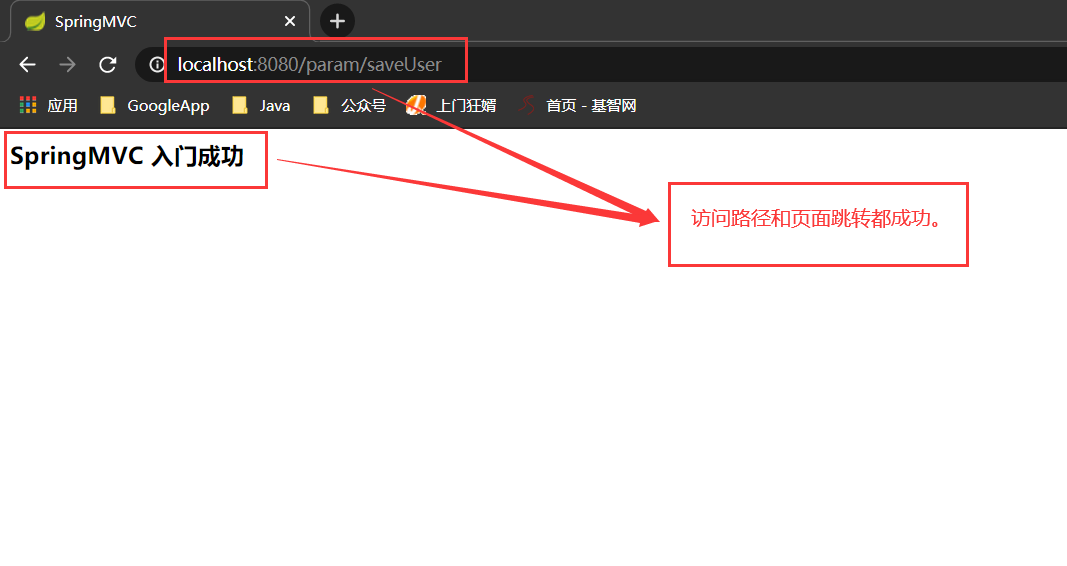 SpringMVC
localhost:8080/param/saveUser
应用 GoogleApp Java 公众号 上门狂婿 首页 - 基智网
SpringMVC 入门成功
访问路径和页面跳转都成功。